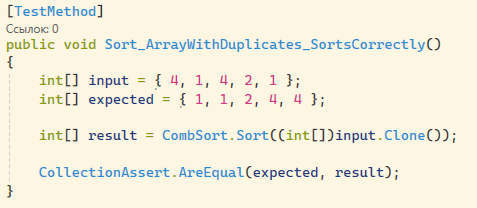 [TestMethod]
Ссылок: 0
public void Sort_ArrayWithDuplicates_SortsCorrectly()
{
    int[] input = { 4, 1, 4, 2, 1 };
    int[] expected = { 1, 1, 2, 4, 4 };

    int[] result = CombSort.Sort((int[])input.Clone());

    CollectionAssert.AreEqual(expected, result);
}